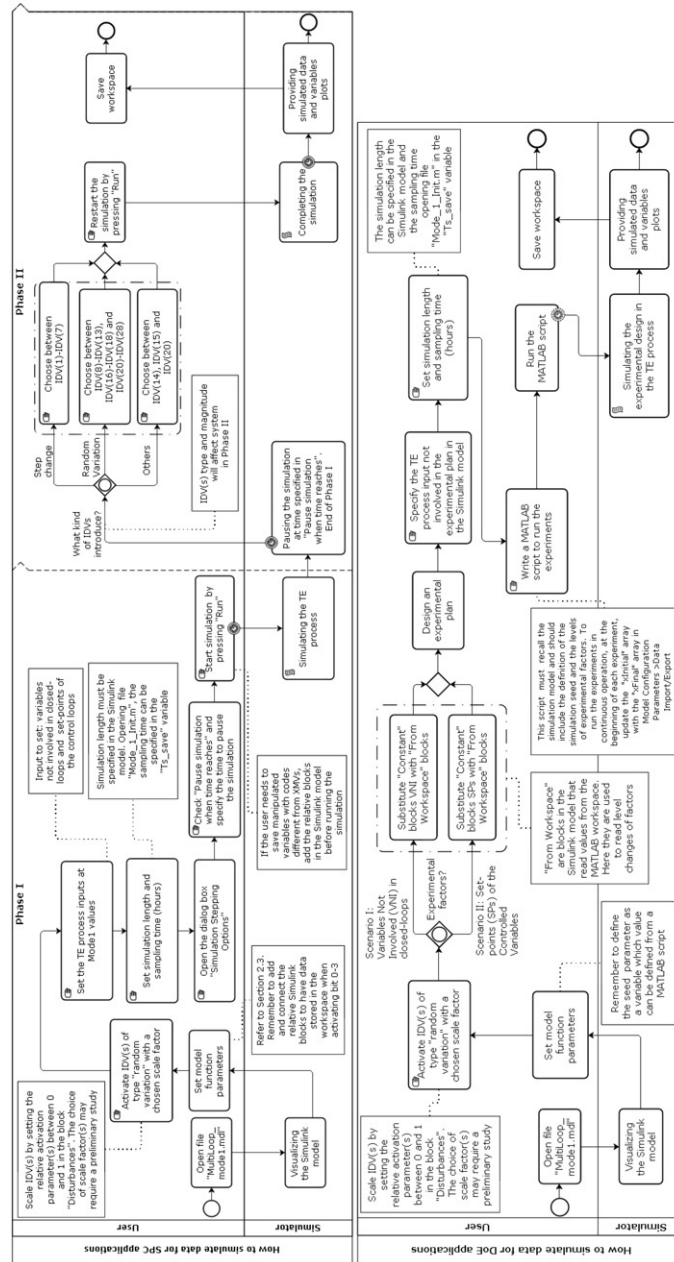 How to simulate data for SPC applications
User
Simulator
Phase I
Phase II
Open file
"MultiLoop_
mode1.mdl"
Visualizing
the Simulink
model
Set model
function
parameters
Refer to Section 2.3.
Remember to add
and connect the
relative Simulink
blocks to have data
stored in the
workspace when
activating bit 0-3
Activate IDV(s) of
type "random
variation" with a
chosen scale factor
Scale IDV(s) by setting the
relative activation
parameter(s) between 0
and 1 in the block
"Disturbances". The choice
of scale factor(s) may
require a preliminary study
Set the TE process inputs at
Mode1 values
Input to set: variables
not involved in closed-
loops and set-points of
the control loops
Set simulation length and
sampling time (hours)
Simulation length must be
specified in the Simulink
model. Opening file
"Mode_1_Init.m", the
sampling time can be
specified in the
"Ts_save" variable
Open the dialog box
"Simulation Stepping
Options"
Check "Pause simulation
when time reaches" and
specify the time to pause
the simulation
If the user needs to
save manipulated
variables with codes
different from XMVs,
add the relative blocks
in the Simulink model
before running the
simulation
Start simulation by
pressing "Run"
Simulating the TE
process
Pausing the simulation
at time specified in
"Pause simulation
when time reaches".
End of Phase I
What kind
of IDVs
introduce?
IDV(s) type and magnitude
will affect system
in Phase II
Step
change
Random
Variation
Others
Choose between
IDV(1)-IDV(7)
Choose between
IDV(8)-IDV(13),
IDV(16)-IDV(18) and
IDV(20)-IDV(28)
Choose between
IDV(14), IDV(15) and
IDV(20)
Restart the
simulation by
pressing "Run"
Completing the
simulation
Providing
simulated data
and variables
plots
Save
workspace
How to simulate data for DoE applications
User
Simulator
Open file
"MultiLoop_
mode1.mdl"
Visualizing
the Simulink
model
Set model
function
parameters
Remember to define
the seed parameter as
a variable which value
can be defined from a
MATLAB script
Activate IDV(s) of
type "random
variation" with a
chosen scale factor
Scale IDV(s) by
setting the
relative activation
parameter(s)
between 0 and 1
in the block
"Disturbances".
The choice of
scale factor(s) may
require a
preliminary study
Experimental
factors?
Scenario I:
Variables Not
Involved (VNI) in
closed-loops
Scenario II: Set-
points (SPs) of the
Controlled
Variables
Substitute "Constant"
blocks VNI with "From
Workspace" blocks
Substitute "Constant"
blocks SPs with "From
Workspace" blocks
"From Workspace"
are blocks in the
Simulink model that
read values from the
MATLAB workspace.
Here they are used
to read level
changes of factors
Design an
experimental
plan
Specify the TE
process input not
involved in the
experimental plan in
the Simulink model
Set simulation length
and sampling time
(hours)
The simulation length
can be specified in the
Simulink model and
the sampling time
opening file
"Mode_1_Init.m" in the
"Ts_save" variable
Write a MATLAB
script to run the
experiments
This script must recall the
simulation model and should
include the definition of the
simulation seed and the levels
of experimental factors. To
run the experiments in
continuous operation, at the
beginning of each experiment,
update the "xInitial" array
with the "xFinal" array in
Model Configuration
Parameters >Data
Import/Export
Run the
MATLAB script
Simulating the
experimental design in
the TE process
Providing
simulated data
and variables
plots
Save workspace